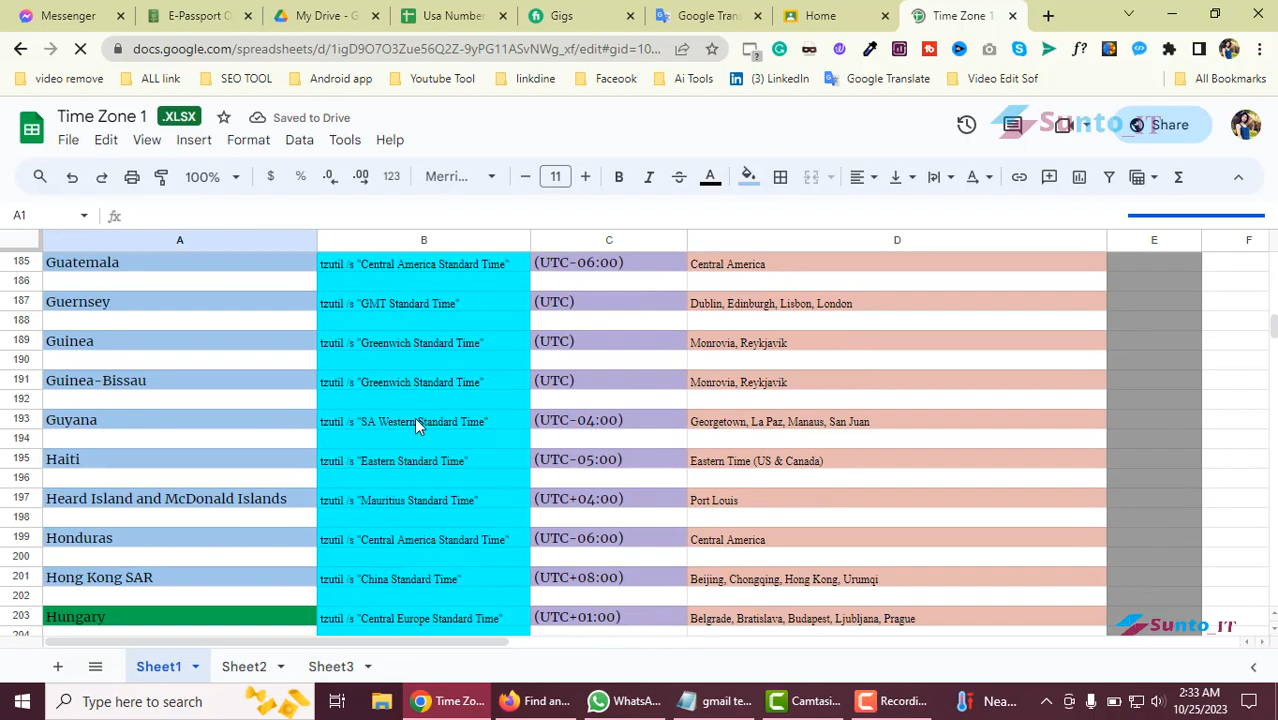 Messenger
E-Passport C
My Drive - G
Usa Number
Gigs
Google Tran
Home
Time Zone 1
docs.google.com/spreadsheets/d/1igD9O7O3Zue56Q2Z-9yPG11ASvNWg_xf/edit#gid=10...
video remove
ALL link
SEO TOOL
Android app
Youtube Tool
linkdine
Faceook
Ai Tools
(3) LinkedIn
Google Translate
Video Edit Sof
All Bookmarks
Time Zone 1 .XLSX Saved to Drive
File Edit View Insert Format Data Tools Help
Sunto_IT
Share
100% $ % .0 .00 123 Merri... 11 B I A
A1 fx
A B C D E F
185 Guatemala tzutil /s "Central America Standard Time" (UTC-06:00) Central America
186
187 Guernsey tzutil /s "GMT Standard Time" (UTC) Dublin, Edinburgh, Lisbon, London
188
189 Guinea tzutil /s "Greenwich Standard Time" (UTC) Monrovia, Reykjavik
190
191 Guinea-Bissau tzutil /s "Greenwich Standard Time" (UTC) Monrovia, Reykjavik
192
193 Guyana tzutil /s "SA Western Standard Time" (UTC-04:00) Georgetown, La Paz, Manaus, San Juan
194
195 Haiti tzutil /s "Eastern Standard Time" (UTC-05:00) Eastern Time (US & Canada)
196
197 Heard Island and McDonald Islands tzutil /s "Mauritius Standard Time" (UTC+04:00) Port Louis
198
199 Honduras tzutil /s "Central America Standard Time" (UTC-06:00) Central America
200
201 Hong Kong SAR tzutil /s "China Standard Time" (UTC+08:00) Beijing, Chongqing, Hong Kong, Urumqi
202
203 Hungary tzutil /s "Central Europe Standard Time" (UTC+01:00) Belgrade, Bratislava, Budapest, Ljubljana, Prague
204
Sunto_IT
Sheet1 Sheet2 Sheet3
Type here to search
Time Zo...
Find an...
WhatsA...
gmail te...
Camtasi...
Recordi...
Nea...
2:33 AM
10/25/2023